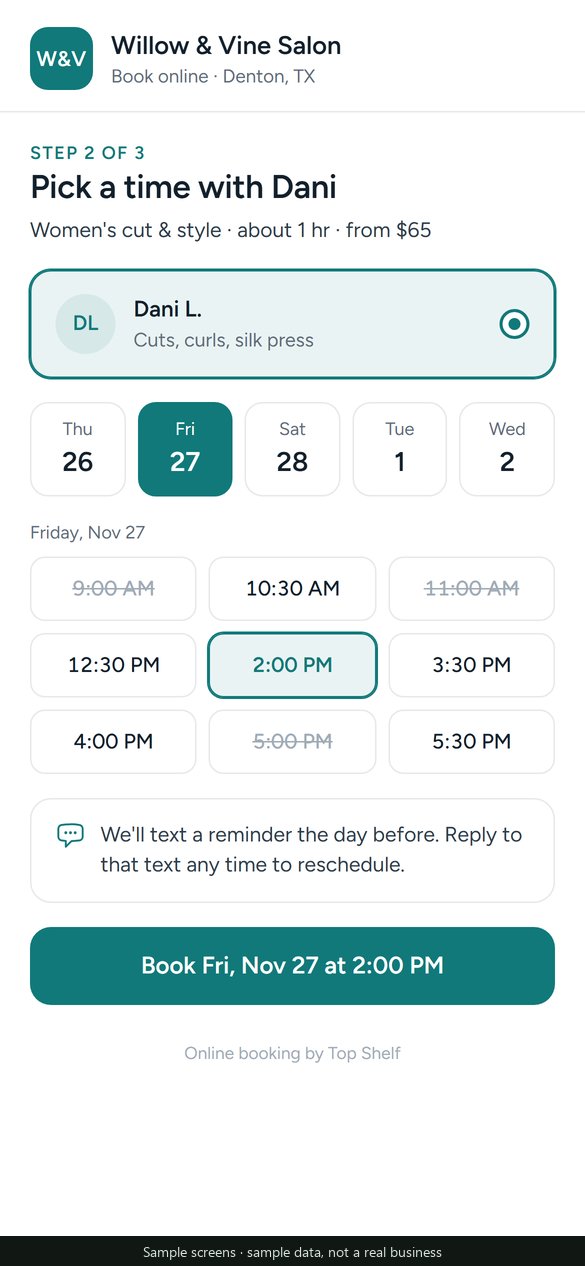 W&V
Willow & Vine Salon
Book online · Denton, TX
STEP 2 OF 3
Pick a time with Dani
Women's cut & style · about 1 hr · from $65
DL
Dani L.
Cuts, curls, silk press
Thu
26
Fri
27
Sat
28
Tue
1
Wed
2
Friday, Nov 27
9:00 AM
10:30 AM
11:00 AM
12:30 PM
2:00 PM
3:30 PM
4:00 PM
5:00 PM
5:30 PM
We'll text a reminder the day before. Reply to
that text any time to reschedule.
Book Fri, Nov 27 at 2:00 PM
Online booking by Top Shelf
Sample screens · sample data, not a real business